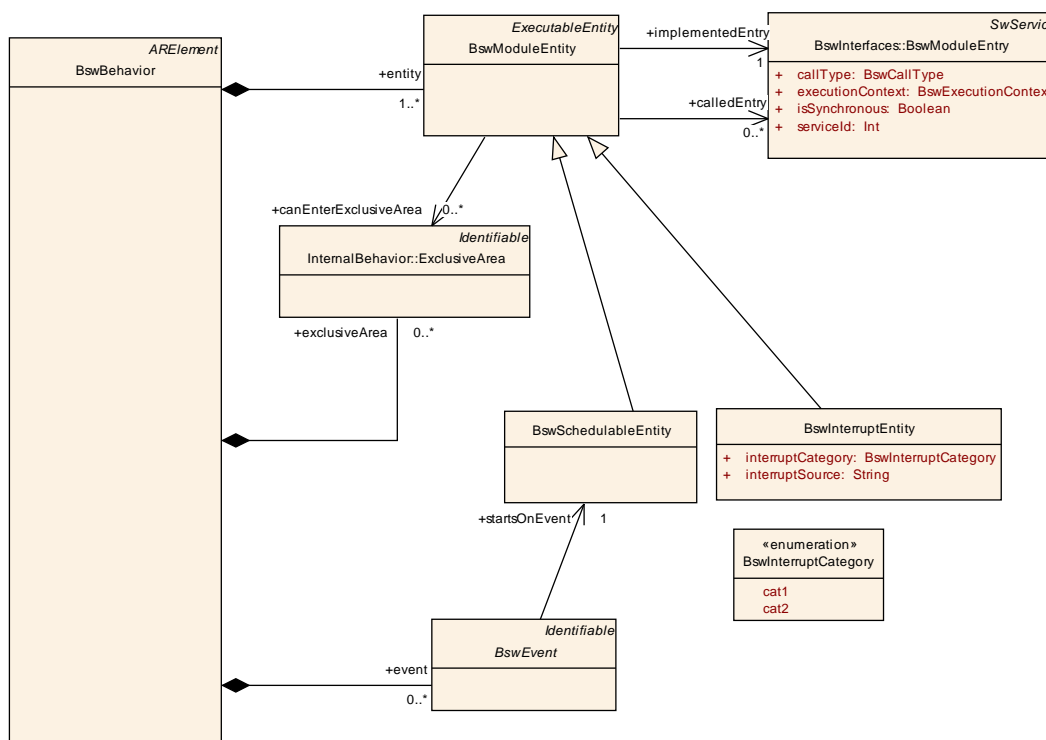 ARElement
BswBehavior
+entity
1..*
ExecutableEntity
BswModuleEntity
+implementedEntry
1
+calledEntry
0..*
SwServic
BswInterfaces::BswModuleEntry
+ callType: BswCallType
+ executionContext: BswExecutionContext
+ isSynchronous: Boolean
+ serviceId: Int
+canEnterExclusiveArea
0..*
Identifiable
InternalBehavior::ExclusiveArea
+exclusiveArea
0..*
BswSchedulableEntity
BswInterruptEntity
+ interruptCategory: BswInterruptCategory
+ interruptSource: String
+startsOnEvent
1
«enumeration»
BswInterruptCategory
cat1
cat2
Identifiable
BswEvent
+event
0..*